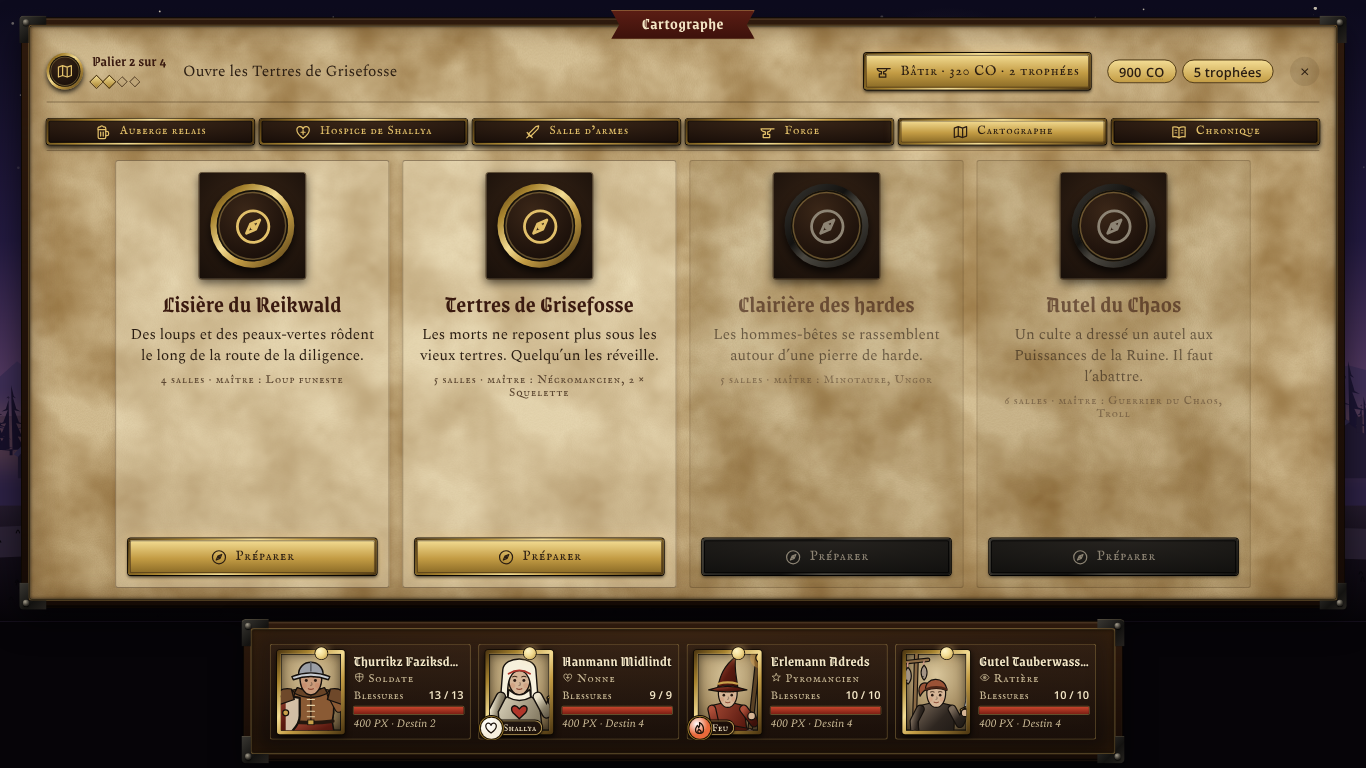 Cartographe
Palier 2 sur 4
Ouvre les Tertres de Grisefosse
Bâtir · 320 CO · 2 trophées
900 CO
5 trophées
×
Auberge relais
Hospice de Shallya
Salle d'armes
Forge
Cartographe
Chronique
Lisière du Reikwald
Des loups et des peaux-vertes rôdent
le long de la route de la diligence.
4 salles · maître : Loup funeste
Préparer
Tertres de Grisefosse
Les morts ne reposent plus sous les
vieux tertres. Quelqu'un les réveille.
5 salles · maître : Nécromancien, 2 ×
Squelette
Préparer
Clairière des hardes
Les hommes-bêtes se rassemblent
autour d'une pierre de harde.
5 salles · maître : Minotaure, Ungor
Préparer
Autel du Chaos
Un culte a dressé un autel aux
Puissances de la Ruine. Il faut
l'abattre.
6 salles · maître : Guerrier du Chaos,
Troll
Préparer
Thurrikz Faziksd...
Soldate
Blessures 13 / 13
400 PX · Destin 2
Hanmann Midlindt
Nonne
Blessures 9 / 9
400 PX · Destin 4
Shallya
Erlemann Adreds
Pyromancien
Blessures 10 / 10
400 PX · Destin 4
Feu
Gutel Tauberwass...
Ratière
Blessures 10 / 10
400 PX · Destin 4